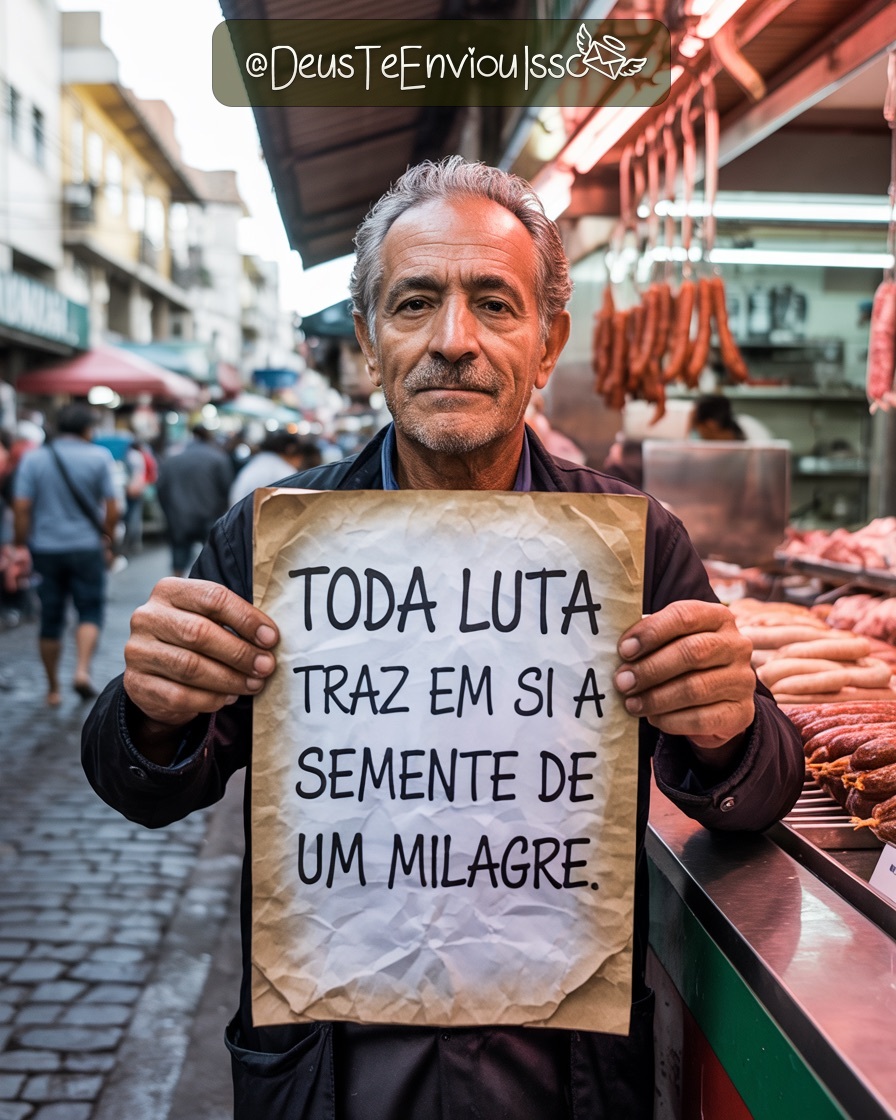 @DeusTeEnviouIsso
TODA LUTA
TRAZ EM SI A
SEMENTE DE
UM MILAGRE.